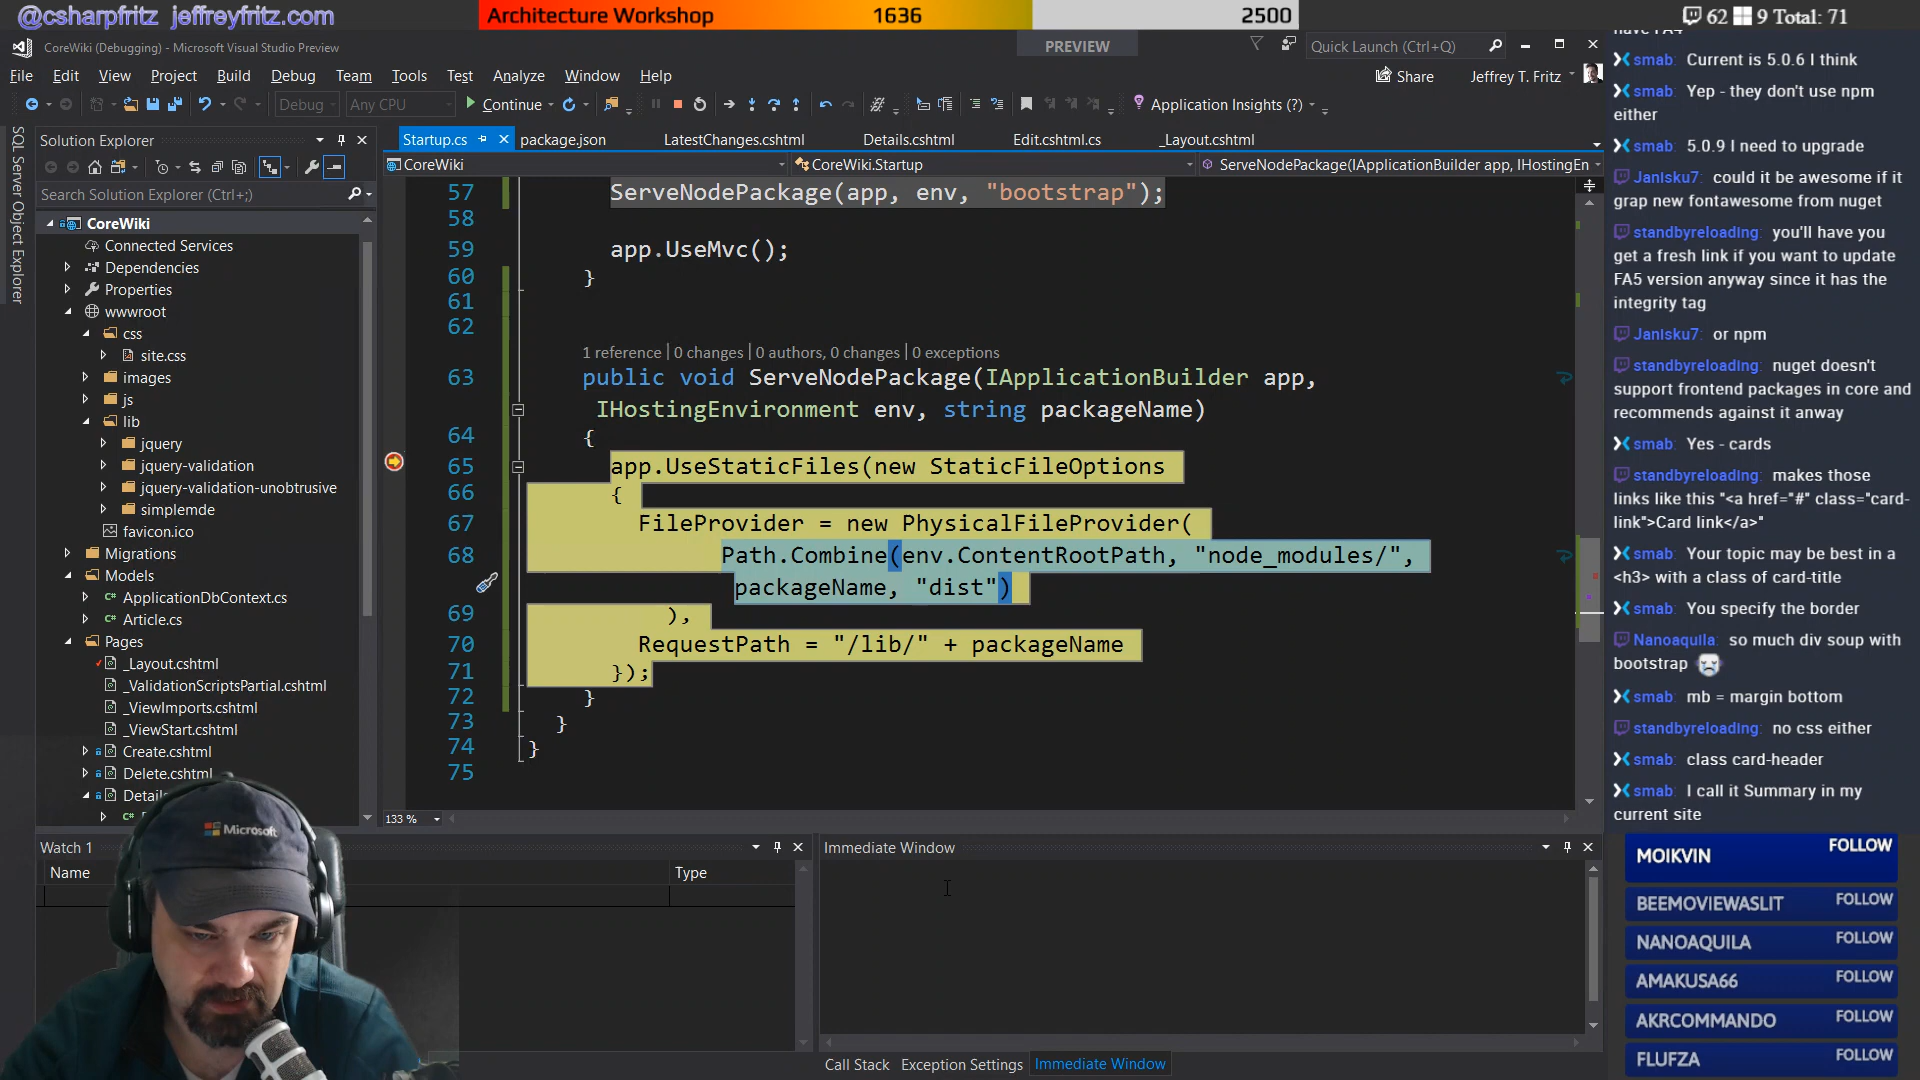 @csharpfritz jeffreyfritz.com
Architecture Workshop 1636 2500
62 9 Total: 71
CoreWiki (Debugging) - Microsoft Visual Studio Preview
PREVIEW
Quick Launch (Ctrl+Q)
File Edit View Project Build Debug Team Tools Test Analyze Window Help
Share
Jeffrey T. Fritz
Debug Any CPU Continue Application Insights (?)
SQL Server Object Explorer
Solution Explorer
Search Solution Explorer (Ctrl+;)
CoreWiki
Connected Services
Dependencies
Properties
wwwroot
css
site.css
images
js
lib
jquery
jquery-validation
jquery-validation-unobtrusive
simplemde
favicon.ico
Migrations
Models
ApplicationDbContext.cs
Article.cs
Pages
_Layout.cshtml
_ValidationScriptsPartial.cshtml
_ViewImports.cshtml
_ViewStart.cshtml
Create.cshtml
Delete.cshtml
Details
Startup.cs package.json LatestChanges.cshtml Details.cshtml Edit.cshtml.cs _Layout.cshtml
CoreWiki CoreWiki.Startup ServeNodePackage(IApplicationBuilder app, IHostingEn
57 ServeNodePackage(app, env, "bootstrap");
58
59 app.UseMvc();
60 }
61
62
1 reference | 0 changes | 0 authors, 0 changes | 0 exceptions
63 public void ServeNodePackage(IApplicationBuilder app,
IHostingEnvironment env, string packageName)
64 {
65 app.UseStaticFiles(new StaticFileOptions
66 {
67 FileProvider = new PhysicalFileProvider(
68 Path.Combine(env.ContentRootPath, "node_modules/",
packageName, "dist")
69 ),
70 RequestPath = "/lib/" + packageName
71 });
72 }
73 }
74 }
75
133 %
Watch 1
Name Type
Immediate Window
Call Stack Exception Settings Immediate Window
smab: Current is 5.0.6 I think
smab: Yep - they don't use npm
either
smab: 5.0.9 I need to upgrade
Janisku7: could it be awesome if it
grap new fontawesome from nuget
standbyreloading: you'll have you
get a fresh link if you want to update
FA5 version anyway since it has the
integrity tag
Janisku7: or npm
standbyreloading: nuget doesn't
support frontend packages in core and
recommends against it anway
smab: Yes - cards
standbyreloading: makes those
links like this "<a href="#" class="card-
link">Card link</a>"
smab: Your topic may be best in a
<h3> with a class of card-title
smab: You specify the border
Nanoaquila: so much div soup with
bootstrap
smab: mb = margin bottom
standbyreloading: no css either
smab: class card-header
smab: I call it Summary in my
current site
MOIKVIN FOLLOW
BEEMOVIEWASLIT FOLLOW
NANOAQUILA FOLLOW
AMAKUSA66 FOLLOW
AKRCOMMANDO FOLLOW
FLUFZA FOLLOW
Microsoft